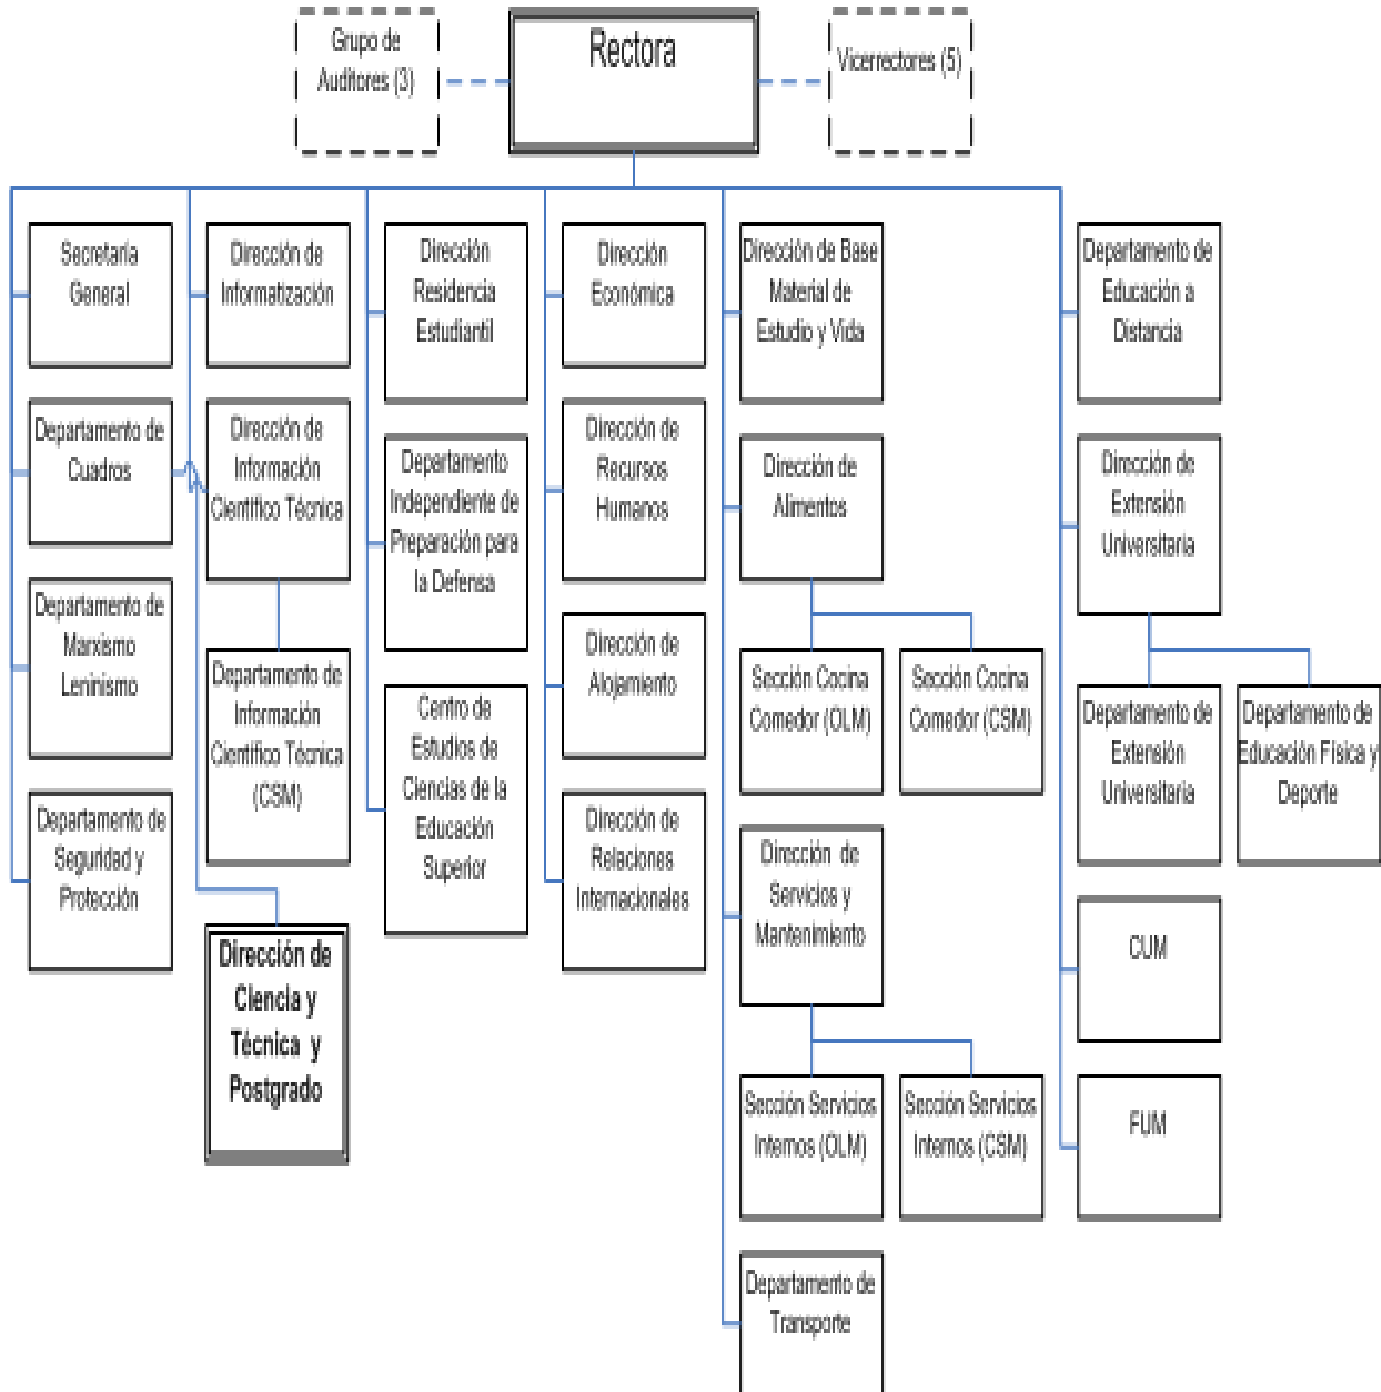 Grupo de
Auditores (3)
Rectora
Vicerrectores (5)
Secretaría
General
Departamento de
Cuadros
Departamento de
Marxismo
Leninismo
Departamento de
Seguridad y
Protección
Dirección de
Informatización
Dirección de
Información
Científico Técnica
Departamento de
Información
Científico Técnica
(CSM)
Dirección de
Ciencia y
Técnica y
Postgrado
Dirección
Residencia
Estudiantil
Departamento
Independiente de
Preparación para
la Defensa
Centro de
Estudios de
Ciencias de la
Educación
Superior
Dirección
Económica
Dirección de
Recursos
Humanos
Dirección de
Alojamiento
Dirección de
Relaciones
Internacionales
Dirección de Base
Material de
Estudio y Vida
Dirección de
Alimentos
Sección Cocina
Comedor (OLM)
Sección Cocina
Comedor (CSM)
Dirección de
Servicios y
Mantenimiento
Sección Servicios
Internos (OLM)
Sección Servicios
Internos (CSM)
Departamento de
Transporte
Departamento de
Educación a
Distancia
Dirección de
Extensión
Universitaria
Departamento de
Extensión
Universitaria
Departamento de
Educación Física y
Deporte
CUM
FUM